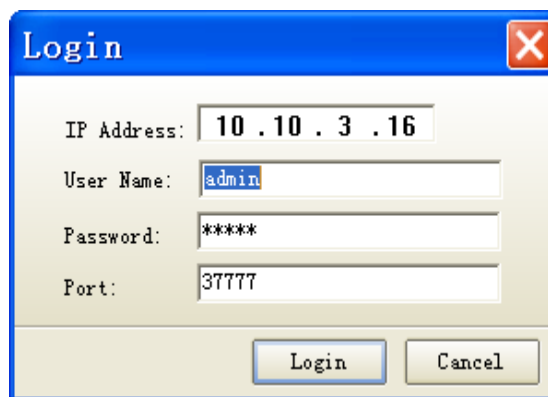 Login
IP Address: 10 . 10 . 3 . 16
User Name: admin
Password: *****
Port: 37777
Login Cancel